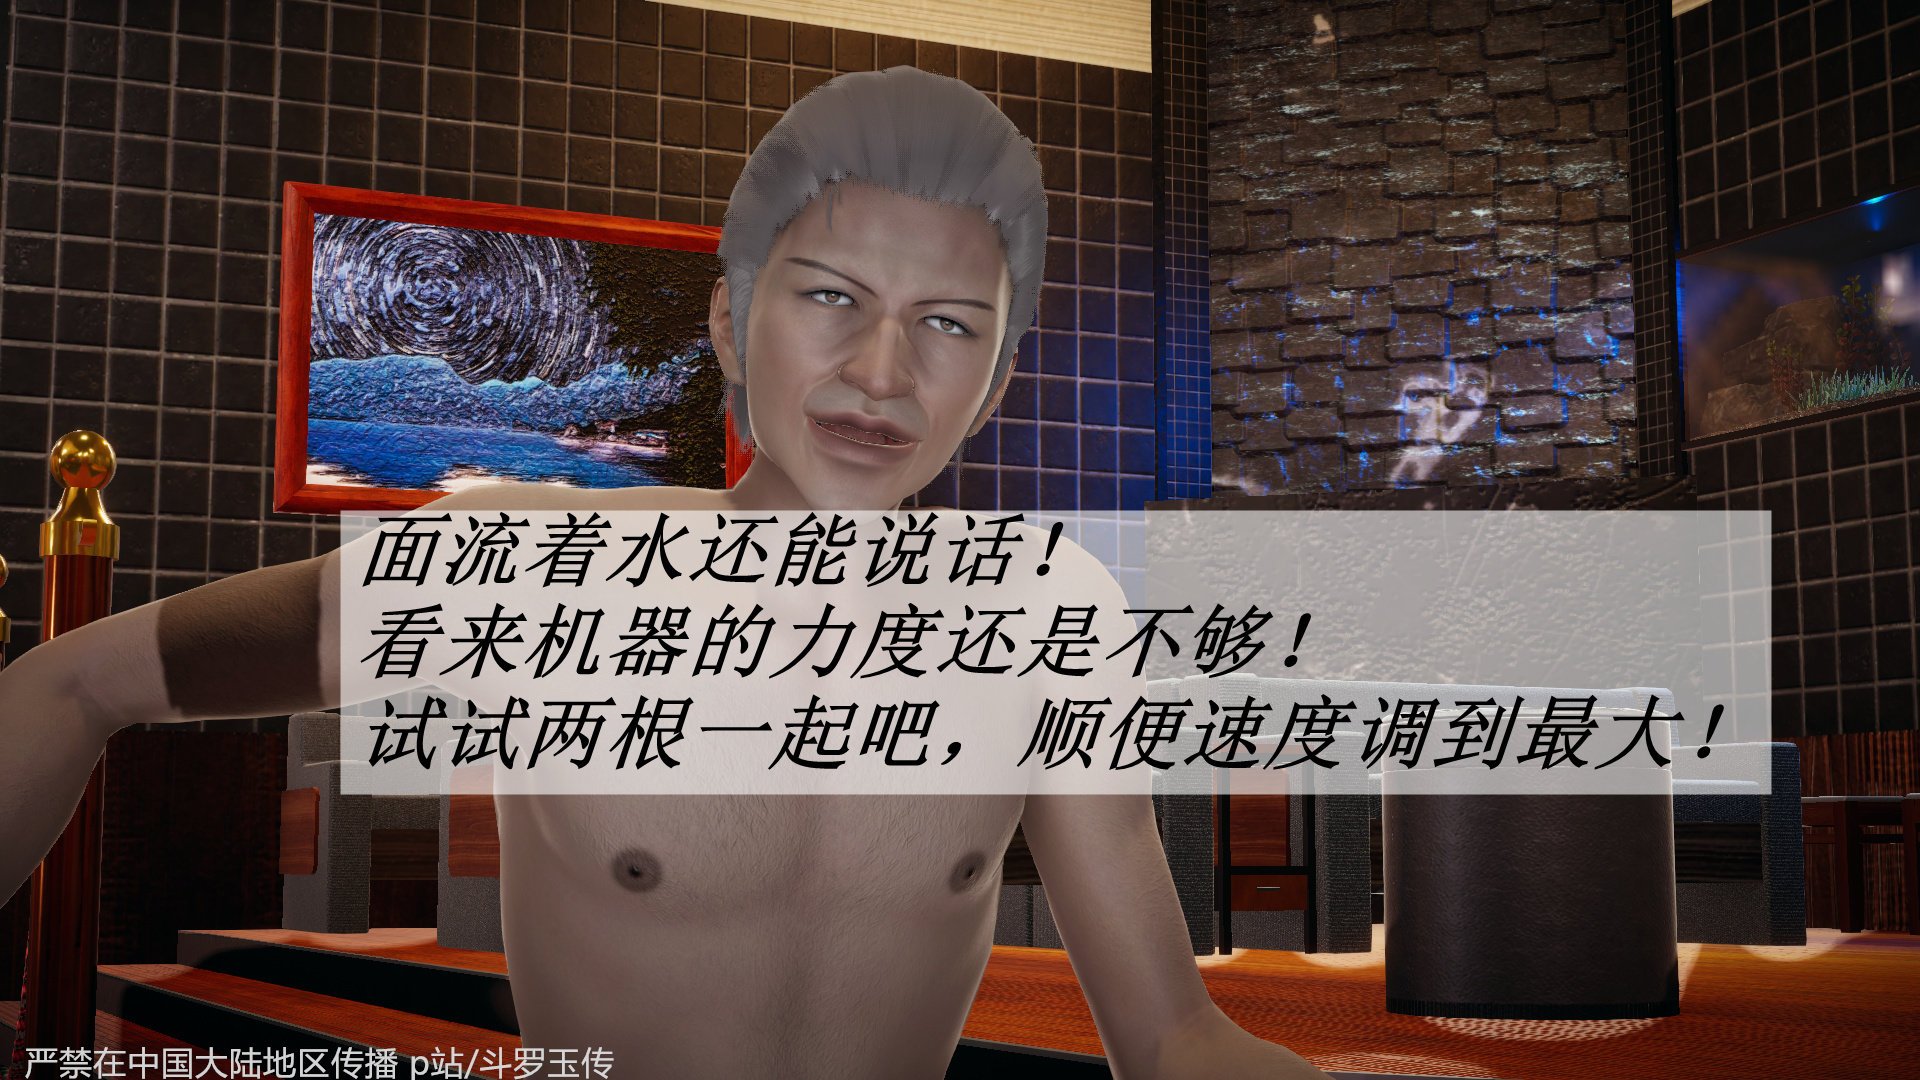 面流着水还能说话！
看来机器的力度还是不够！
试试两根一起吧，顺便速度调到最大！
严禁在中国大陆地区传播 p站/斗罗玉传